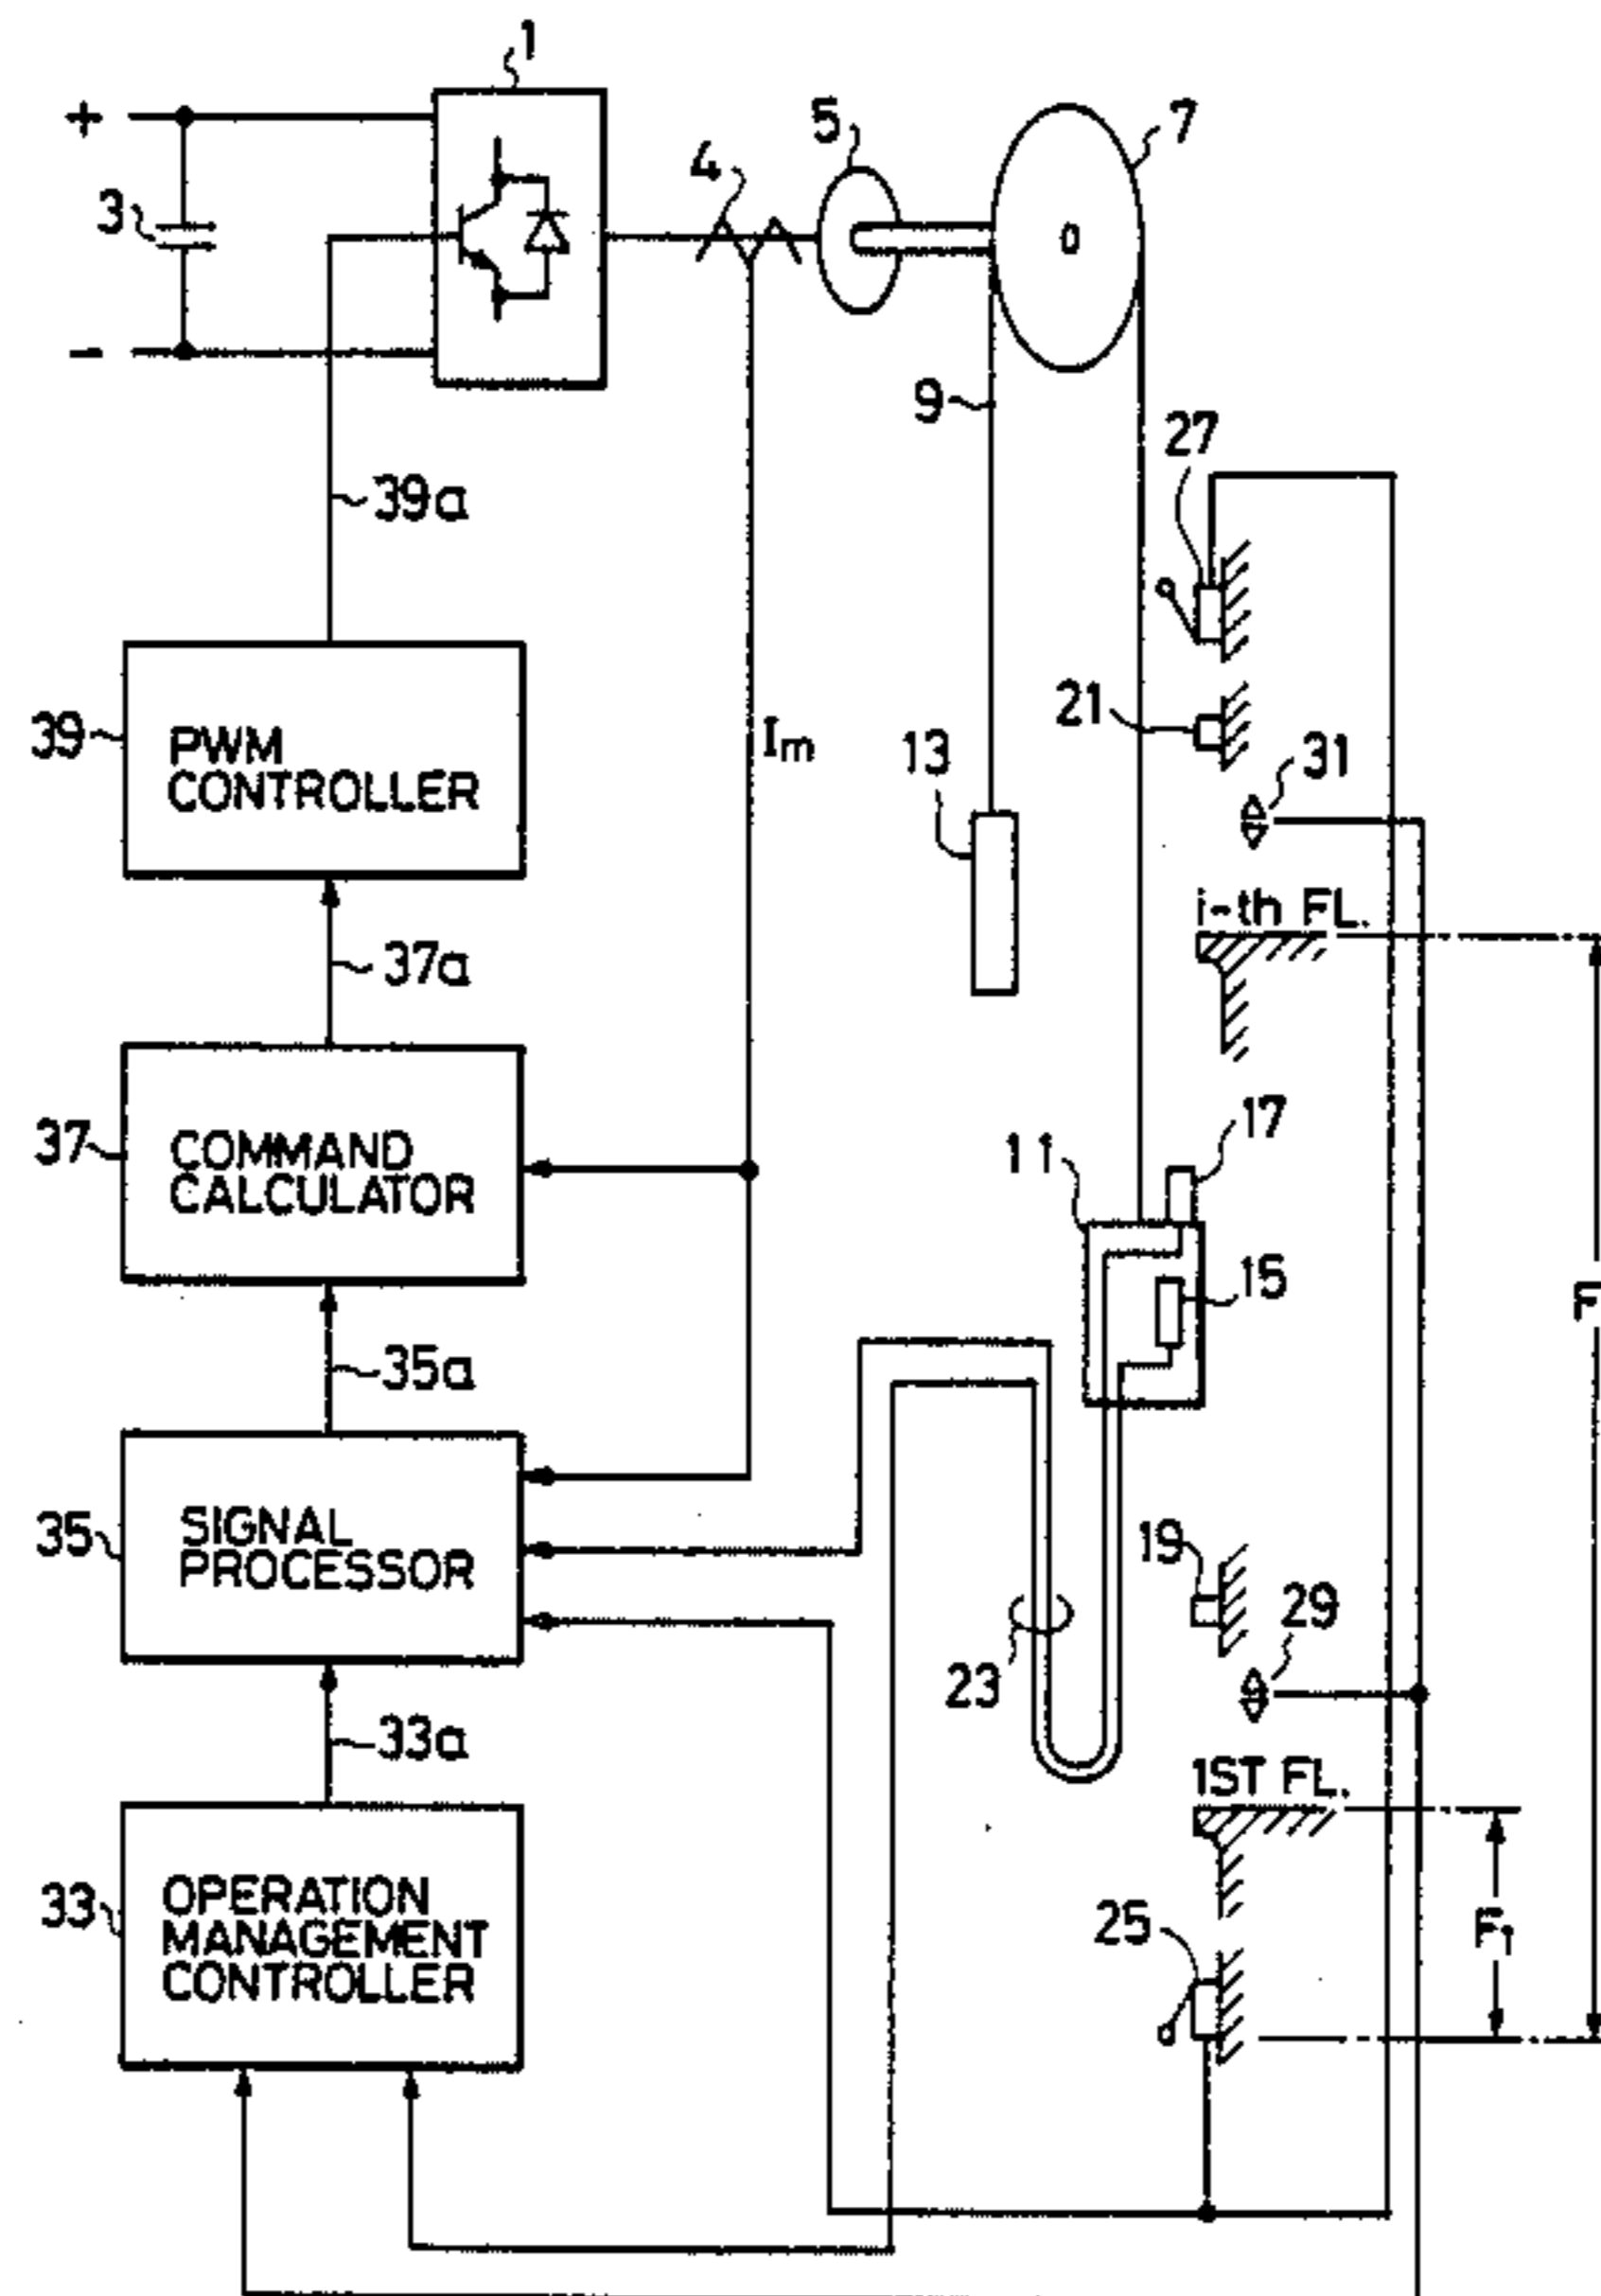 1
+
3
-
4
5
7
9
27
39a
21
39
PWM
CONTROLLER
Im
13
31
i-th FL.
37a
37
COMMAND
CALCULATOR
11
17
15
F
35a
35
SIGNAL
PROCESSOR
19
29
23
33a
1ST FL.
33
OPERATION
MANAGEMENT
CONTROLLER
25
F1